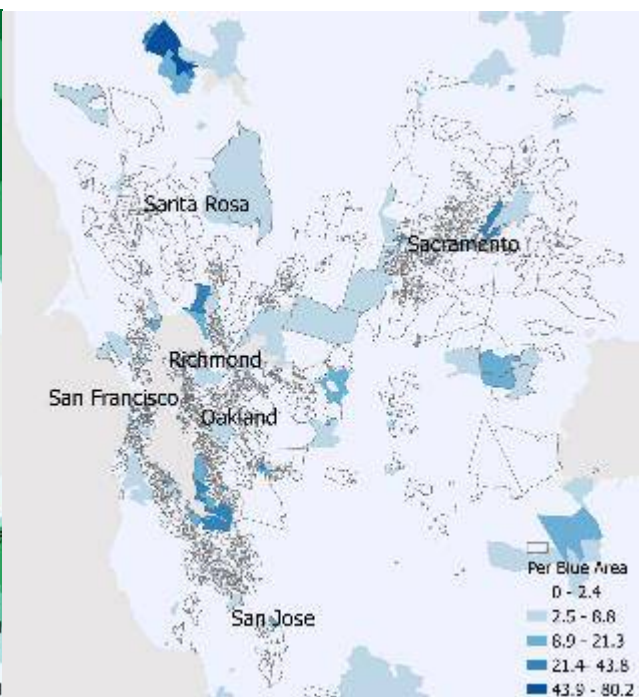 Santa Rosa
Sacramento
Richmond
San Francisco
Oakland
San Jose
Per Blue Area
0 - 2.4
2.5 - 8.8
8.9 - 21.3
21.4 - 43.8
43.9 - 80.2